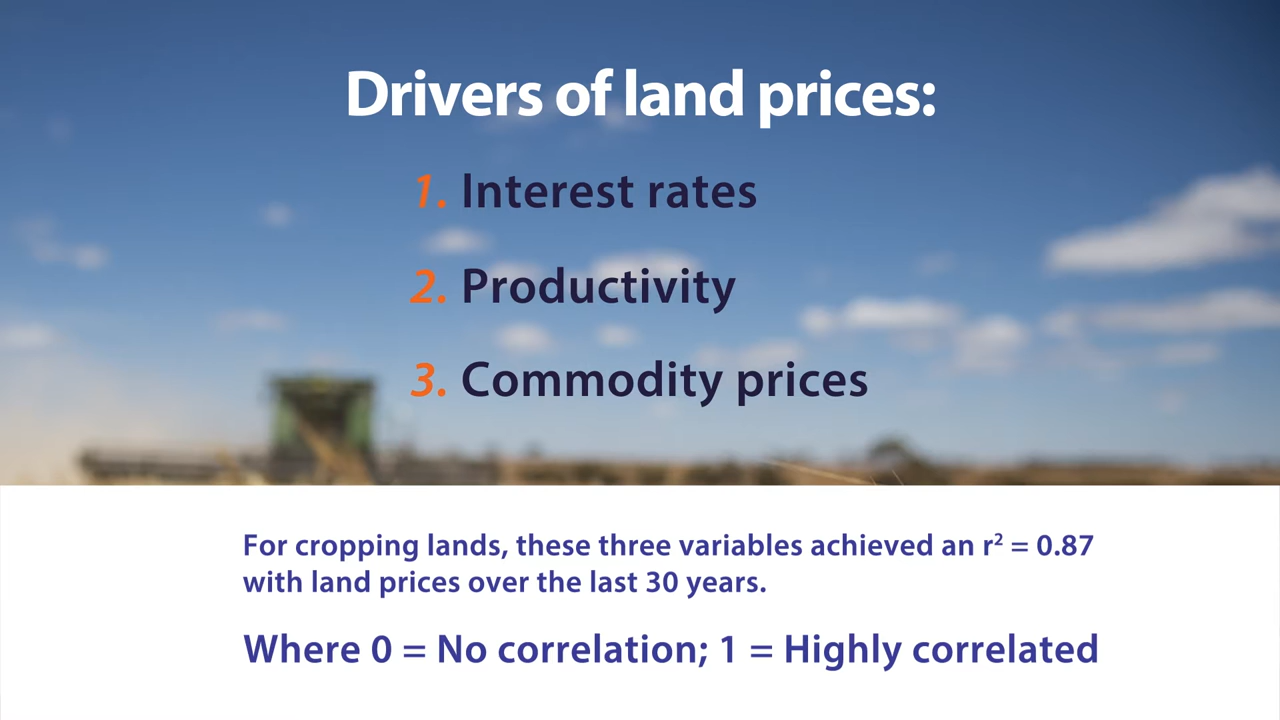 Drivers of land prices:
1. Interest rates
2. Productivity
3. Commodity prices
For cropping lands, these three variables achieved an r² = 0.87
with land prices over the last 30 years.
Where 0 = No correlation; 1 = Highly correlated